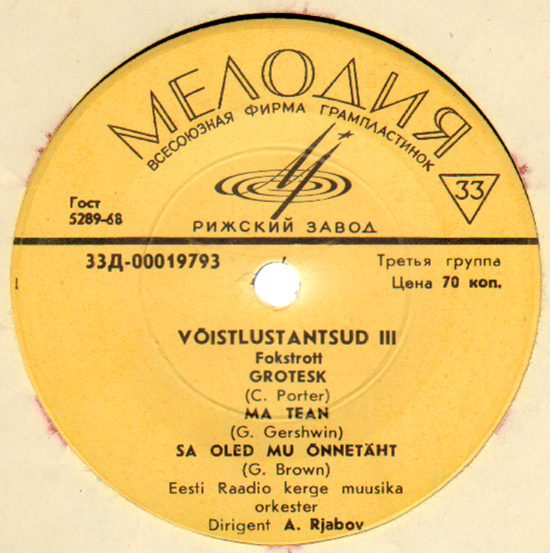 МЕЛОДИЯ
ВСЕСОЮЗНАЯ ФИРМА ГРАМПЛАСТИНОК
33
Гост
5289-68
РИЖСКИЙ ЗАВОД
33Д-00019793
Третья группа
Цена 70 коп.
VÕISTLUSTANTSUD III
Fokstrott
GROTESK
(C. Porter)
MA TEAN
(G. Gershwin)
SA OLED MU ÕNNETÄHT
(G. Brown)
Eesti Raadio kerge muusika
orkester
Dirigent A. Rjabov